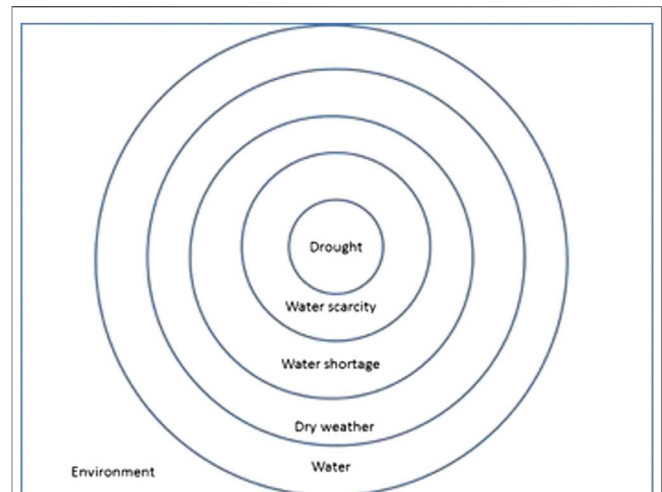 Drought
Water scarcity
Water shortage
Dry weather
Water
Environment